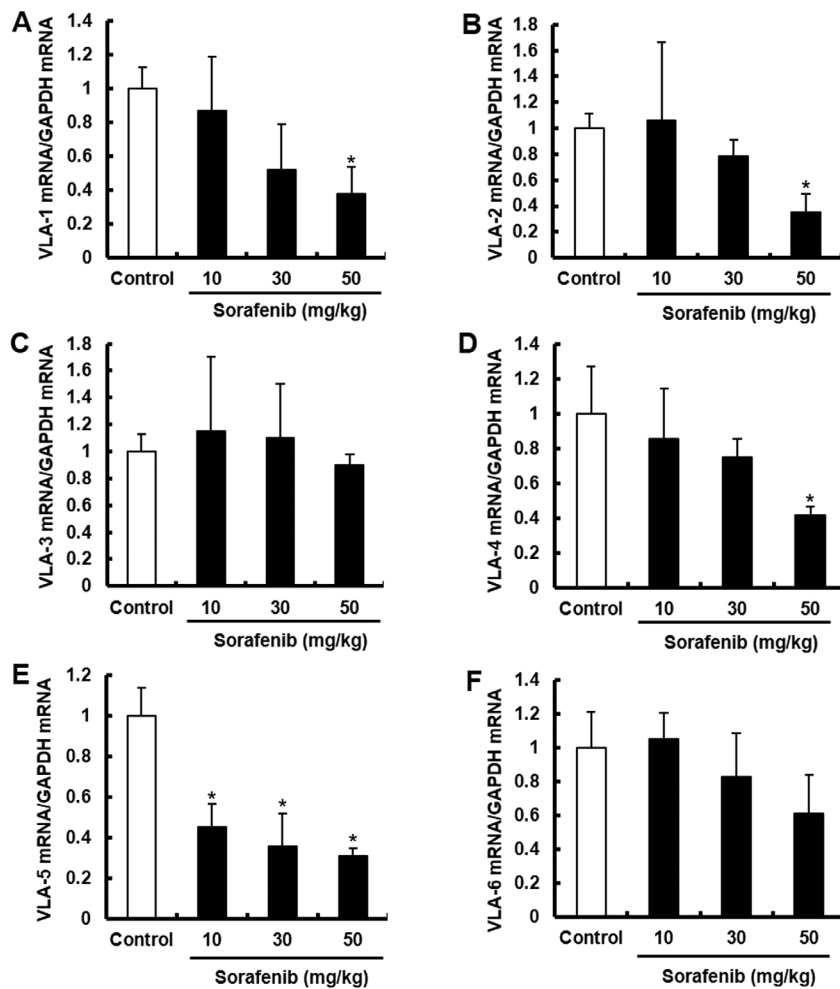 A
VLA-1 mRNA/GAPDH mRNA
1.4
1.2
1
0.8
0.6
0.4
0.2
0
*
Control 10 30 50
Sorafenib (mg/kg)
B
VLA-2 mRNA/GAPDH mRNA
1.8
1.6
1.4
1.2
1
0.8
0.6
0.4
0.2
0
*
Control 10 30 50
Sorafenib (mg/kg)
C
VLA-3 mRNA/GAPDH mRNA
1.8
1.6
1.4
1.2
1
0.8
0.6
0.4
0.2
0
Control 10 30 50
Sorafenib (mg/kg)
D
VLA-4 mRNA/GAPDH mRNA
1.4
1.2
1
0.8
0.6
0.4
0.2
0
*
Control 10 30 50
Sorafenib (mg/kg)
E
VLA-5 mRNA/GAPDH mRNA
1.2
1
0.8
0.6
0.4
0.2
0
* * *
Control 10 30 50
Sorafenib (mg/kg)
F
VLA-6 mRNA/GAPDH mRNA
1.4
1.2
1
0.8
0.6
0.4
0.2
0
Control 10 30 50
Sorafenib (mg/kg)